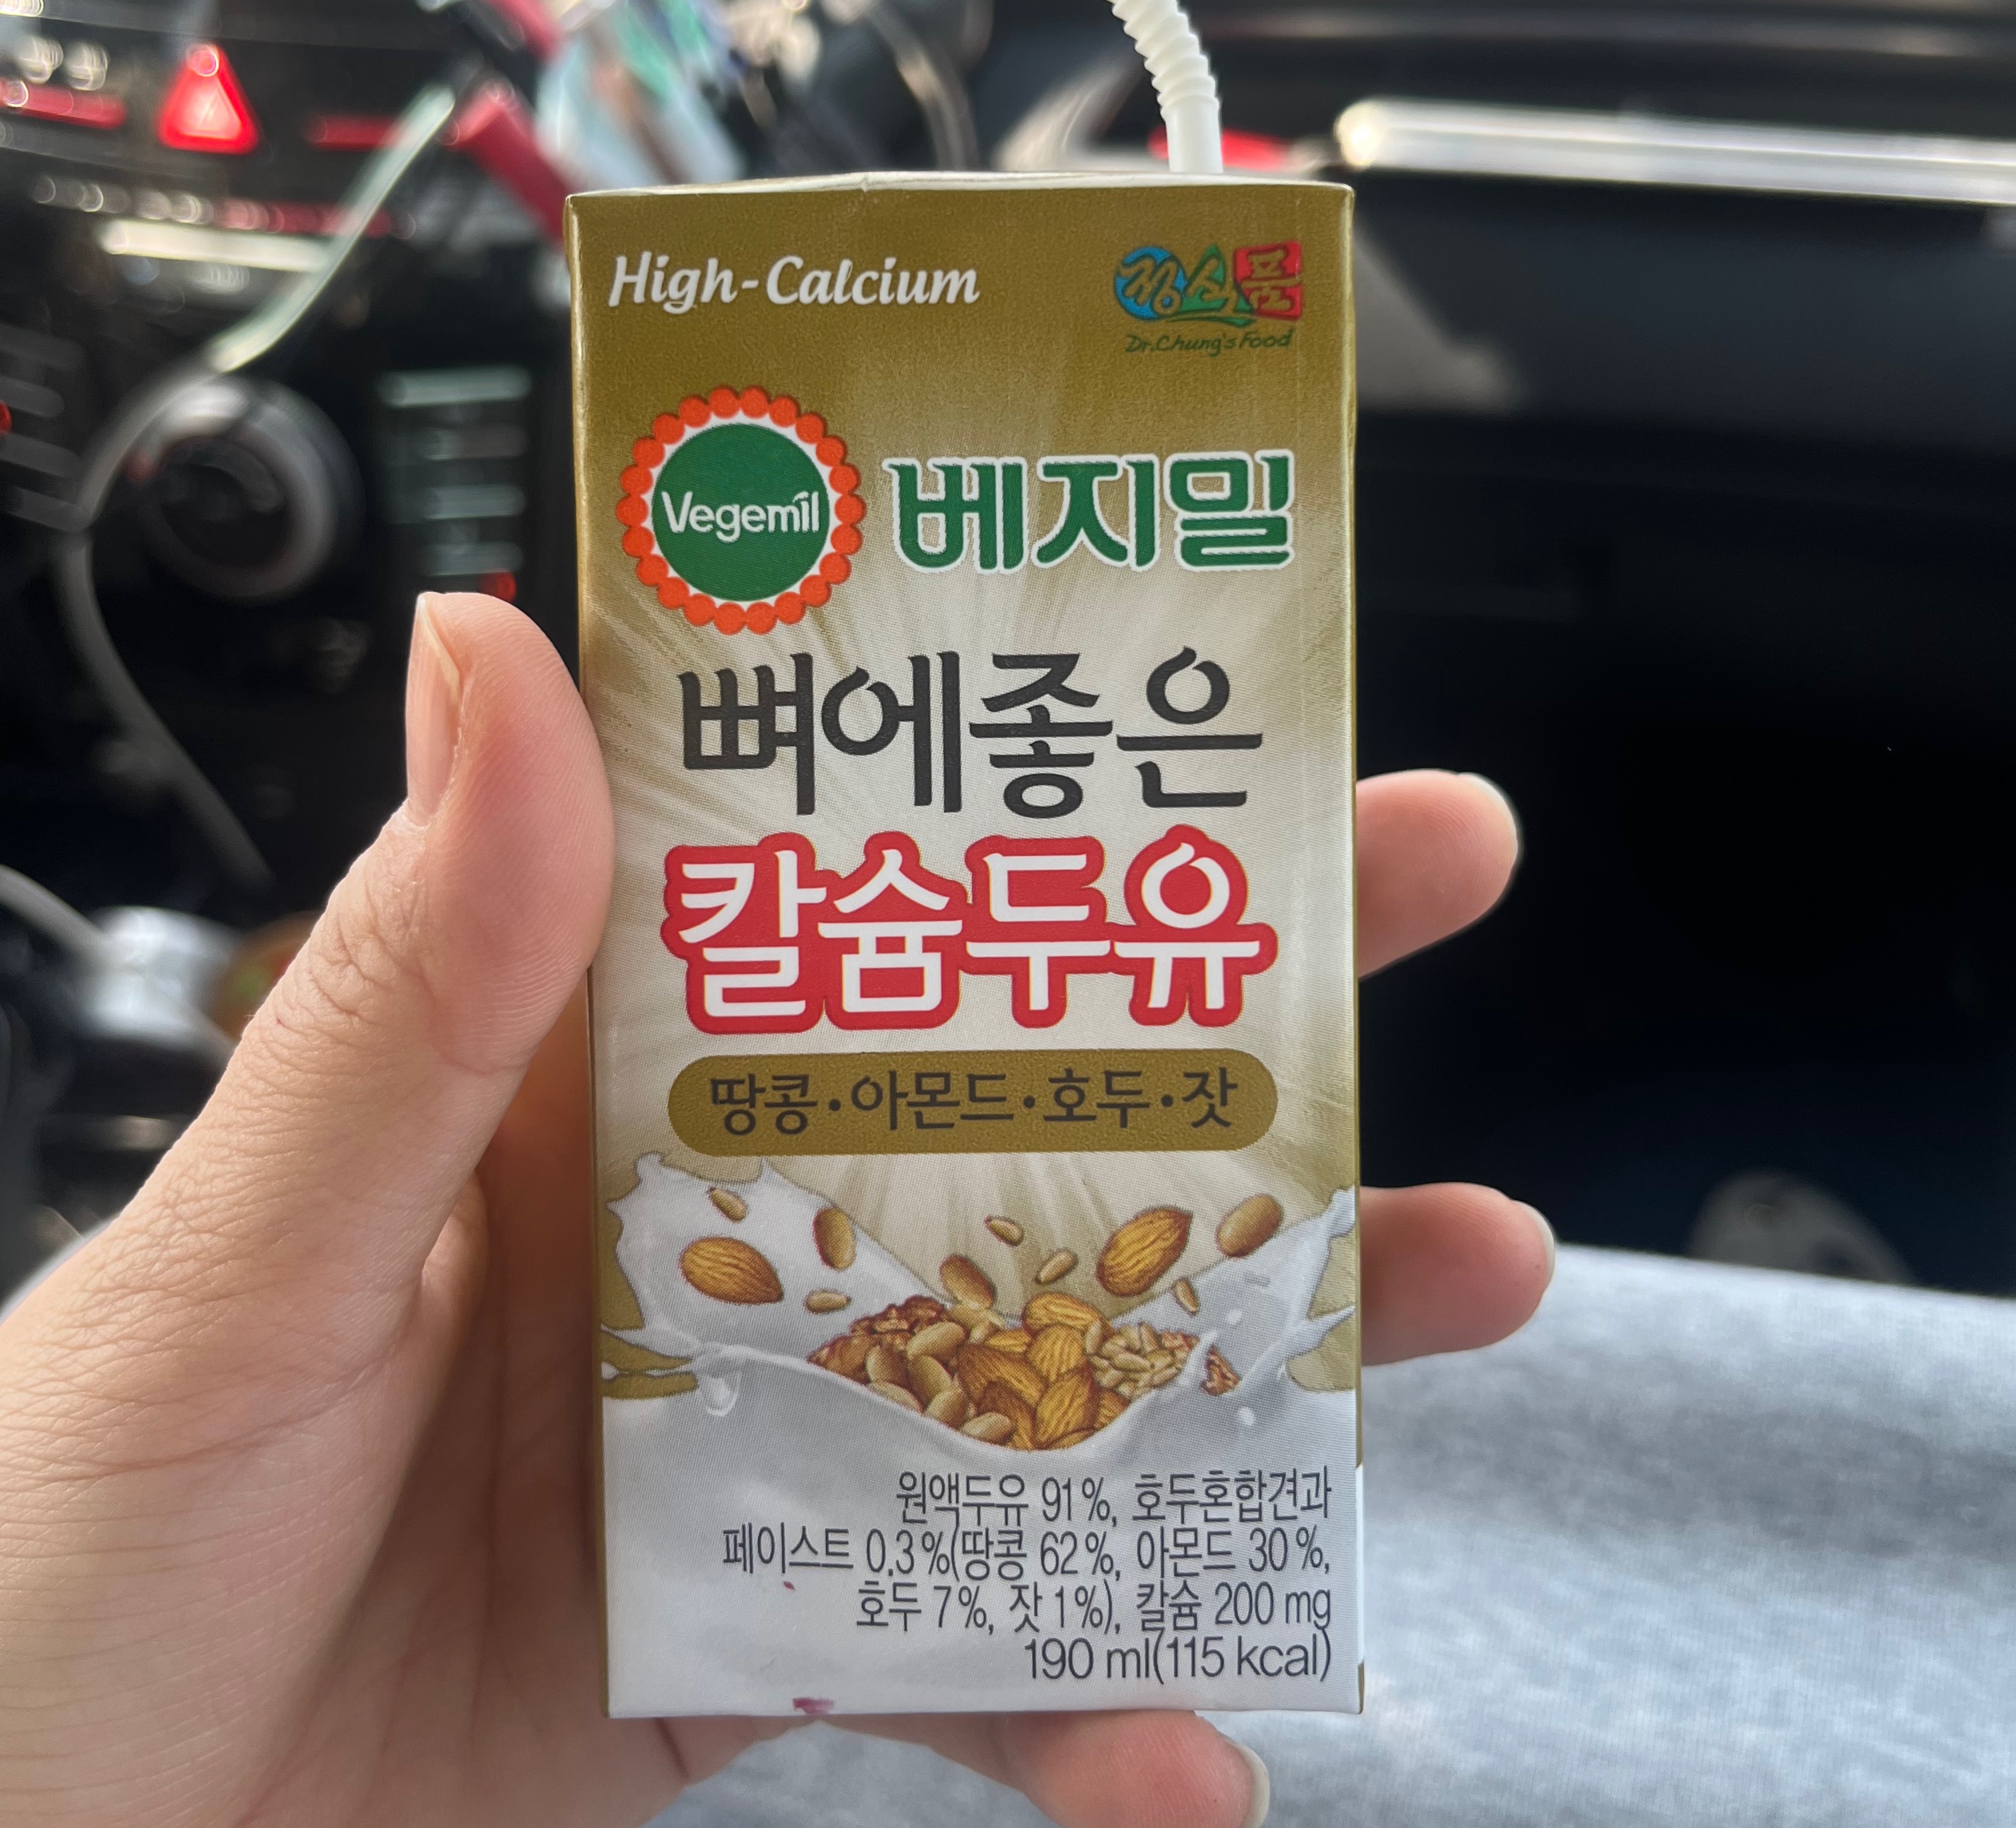 High-Calcium
정식품
Dr.Chung's Food
Vegemil
베지밀
뼈에좋은
칼슘두유
땅콩·아몬드·호두·잣
원액두유 91%, 호두혼합견과
페이스트 0.3%(땅콩 62%, 아몬드 30%,
호두 7%, 잣 1%), 칼슘 200 mg
190 ml(115 kcal)